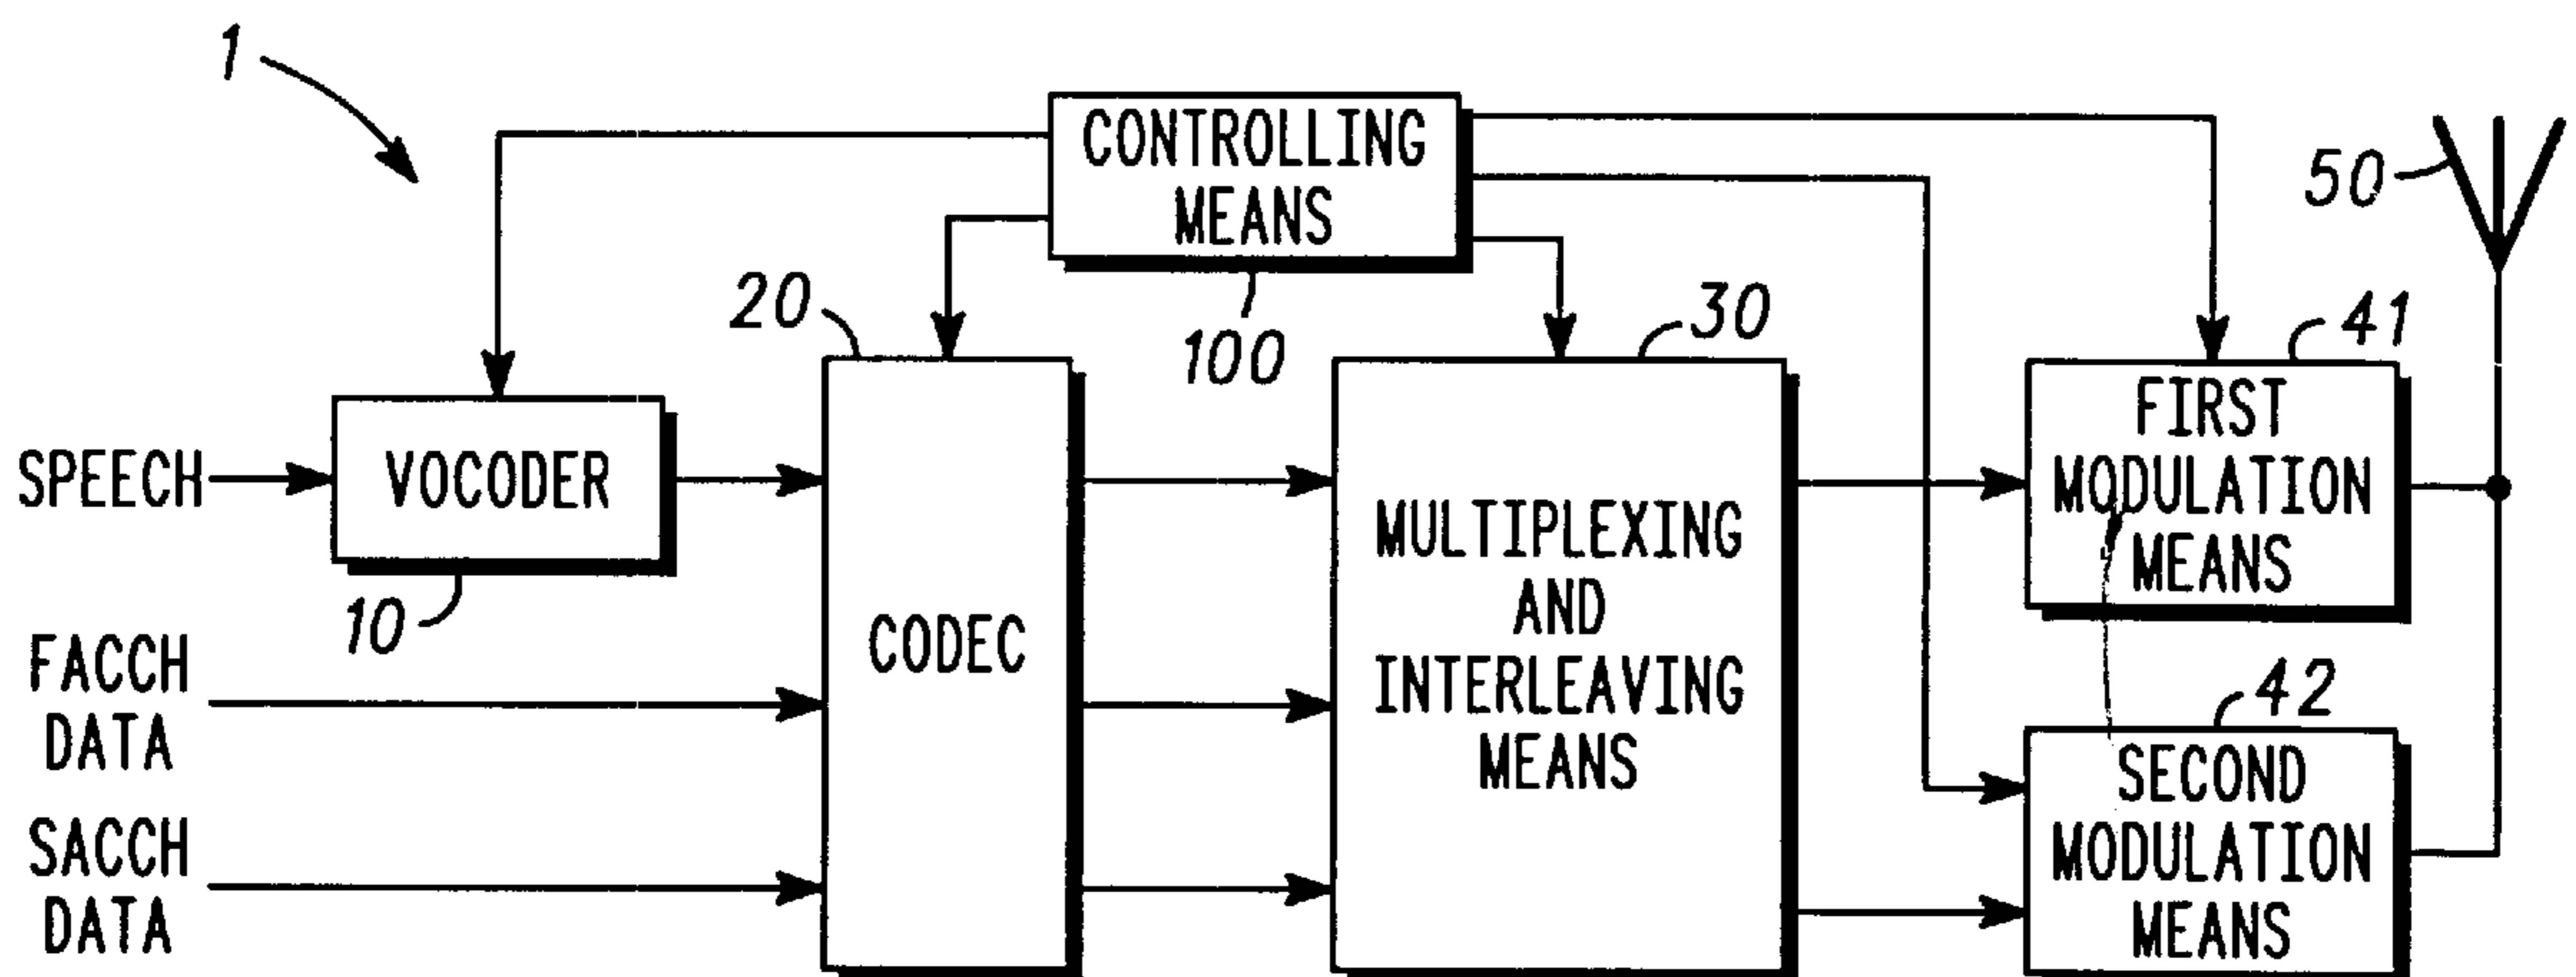 1
CONTROLLING
MEANS
100
50
20
30
41
SPEECH
VOCODER
10
FACCH
DATA
SACCH
DATA
CODEC
MULTIPLEXING
AND
INTERLEAVING
MEANS
FIRST
MODULATION
MEANS
42
SECOND
MODULATION
MEANS